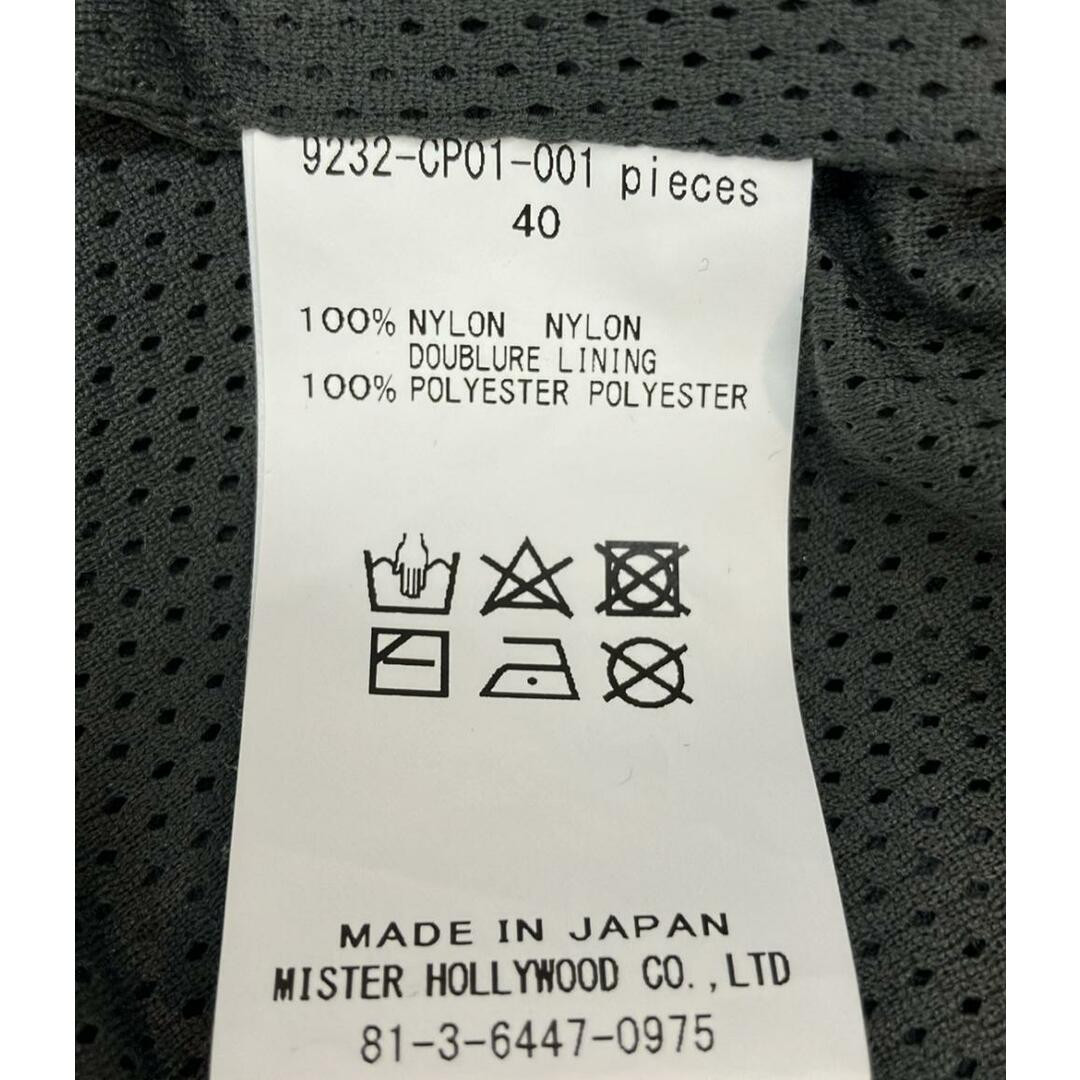 9232-CP01-001 pieces
40
100% NYLON NYLON
DOUBLURE LINING
100% POLYESTER POLYESTER
MADE IN JAPAN
MISTER HOLLYWOOD CO.,LTD
81-3-6447-0975